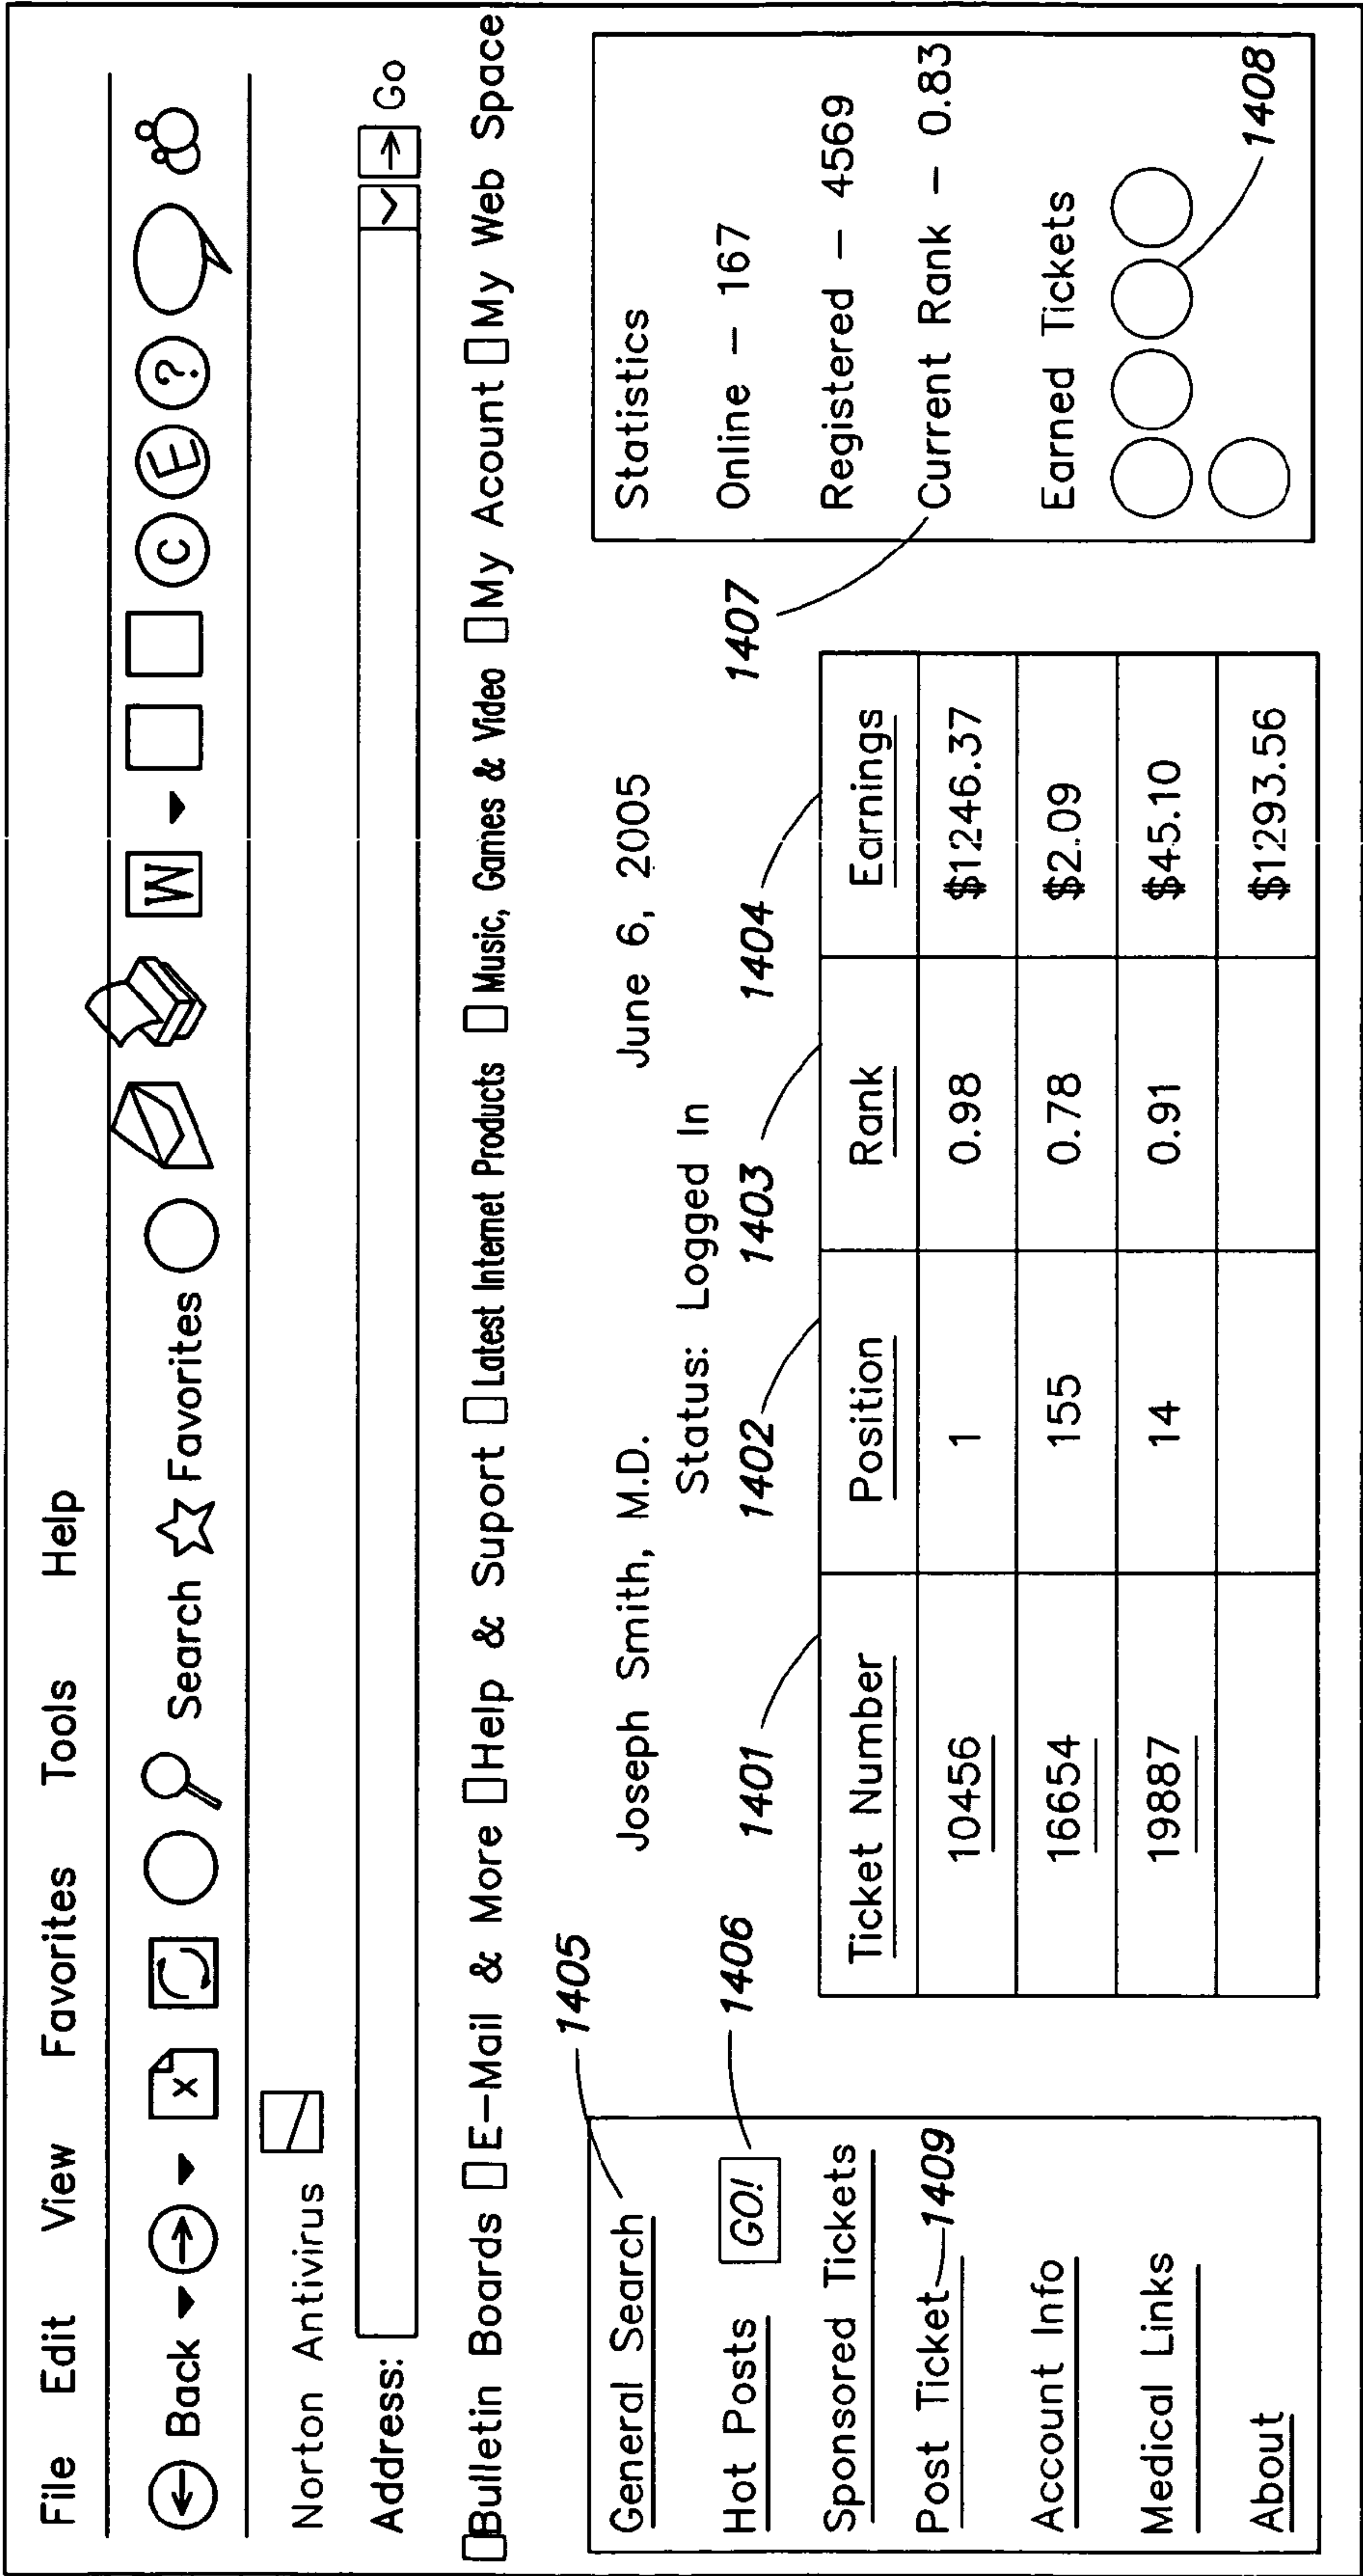 File Edit View Favorites Tools Help
Back Search Favorites W C E ?
Norton Antivirus
Address: Go
Bulletin Boards E-Mail & More Help & Support Latest Internet Products Music, Games & Video My Account My Web Space
1405
General Search
Hot Posts GO! 1406
Sponsored Tickets
Post Ticket 1409
Account Info
Medical Links
About
Joseph Smith, M.D. June 6, 2005
Status: Logged In
1401 1402 1403 1404
Ticket Number Position Rank Earnings
10456 1 0.98 $1246.37
16654 155 0.78 $2.09
19887 14 0.91 $45.10
$1293.56
1407
Statistics
Online - 167
Registered - 4569
Current Rank - 0.83
Earned Tickets
1408